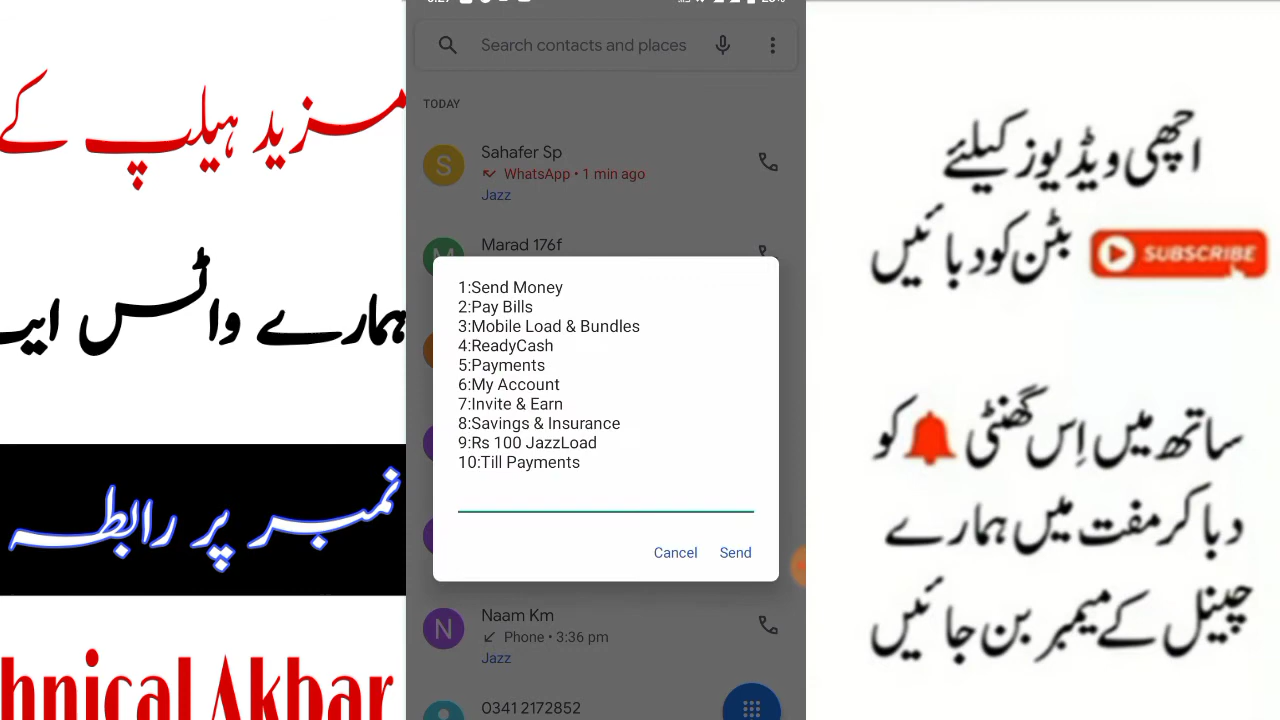 مزید ہیلپ کے
ہمارے واٹس ایپ
نمبر پر رابطہ
hnical Akbar
Search contacts and places
TODAY
S
Sahafer Sp
WhatsApp • 1 min ago
Jazz
Marad 176f
1:Send Money
2:Pay Bills
3:Mobile Load & Bundles
4:ReadyCash
5:Payments
6:My Account
7:Invite & Earn
8:Savings & Insurance
9:Rs 100 JazzLoad
10:Till Payments
Cancel Send
N
Naam Km
Phone • 3:36 pm
Jazz
0341 2172852
اچھی ویڈیوز کیلئے
SUBSCRIBE بٹن کو دبائیں
ساتھ میں اِس گھنٹی کو
دبا کر مفت میں ہمارے
چینل کے میمبر بن جائیں